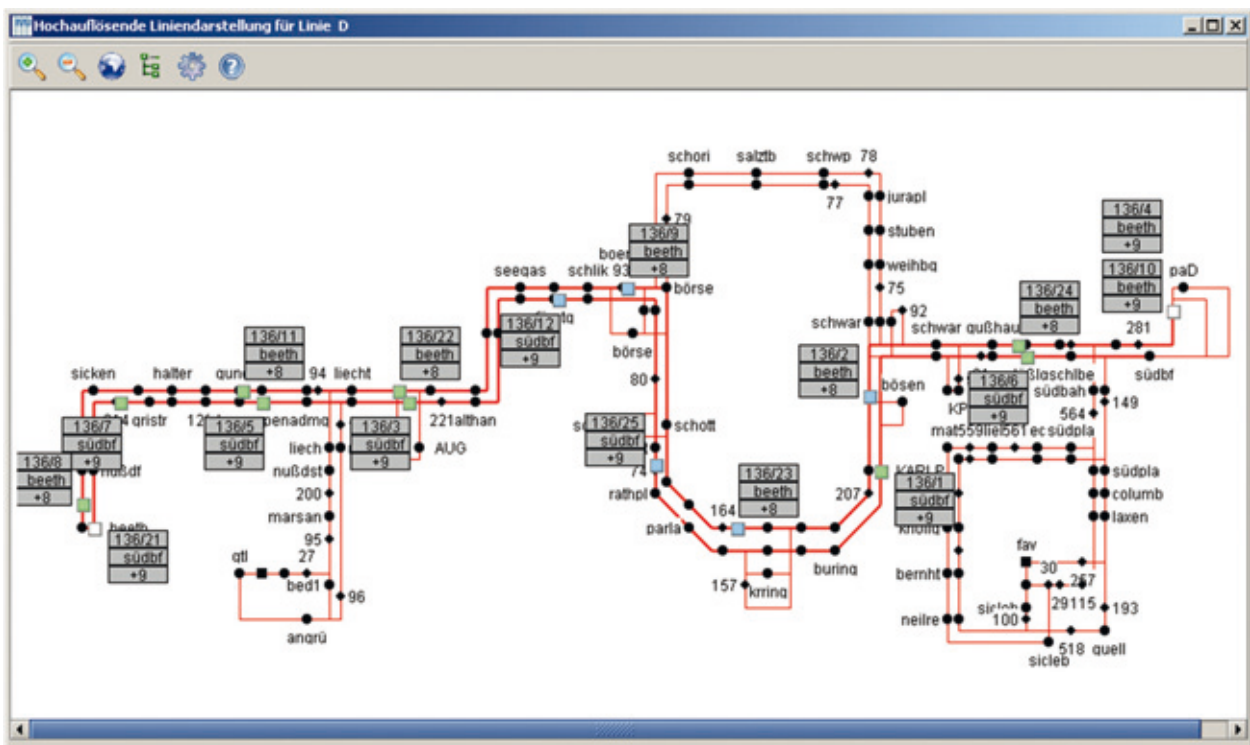 Hochauflösende Liniendarstellung für Linie D
schori salztb schwp 78
77
79
jurapl
stuben
weihbg
75
92
136/4
beeth
+9
136/10
beeth
+9
paD
136/9
beeth
+8
seegas schlik 93
börse
136/24
beeth
+8
281
136/12
südbf
+9
börse
schwar
schwar gußhau
südbf
136/11
beeth
+8
136/22
beeth
+8
136/2
beeth
+8
bösen
136/6
südbf
+9
südbah
149
564
sicken halter
94 liecht
80
221althan
gristr
136/7
südbf
+9
136/5
südbf
+9
136/3
südbf
+9
AUG
liech
136/25
südbf
+9
schott
74
rathpl
südpla
südpla
columb
laxen
136/8
beeth
+8
nußdf
nußdst
200
marsan
95
136/23
beeth
+8
164
207
KARLP
136/1
südbf
+9
parla
buring
157
krring
beeth
136/21
südbf
+9
gtl
27
bed1
96
angrü
bernht
neilre
fav
30
267
29115
193
100
518
quell
sicleb